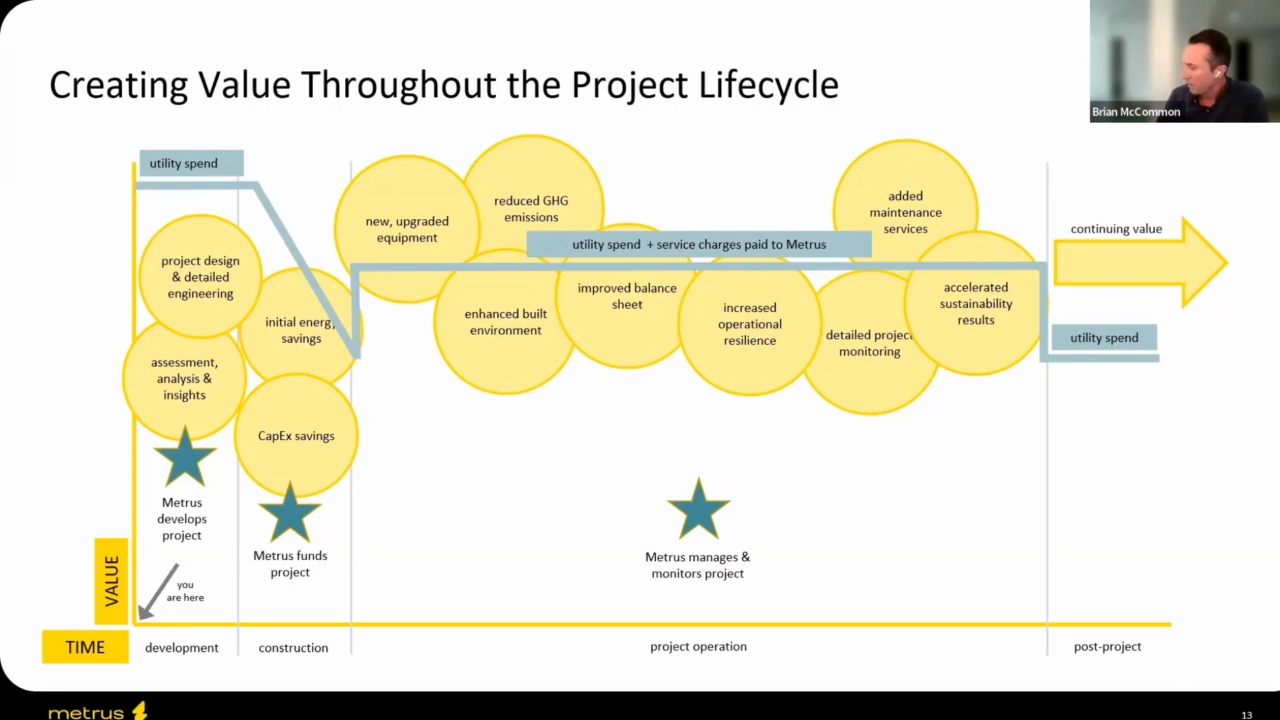 Creating Value Throughout the Project Lifecycle
Brian McCommon
utility spend
project design
& detailed
engineering
assessment,
analysis &
insights
initial energy
savings
CapEx savings
new, upgraded
equipment
reduced GHG
emissions
utility spend + service charges paid to Metrus
enhanced built
environment
improved balance
sheet
increased
operational
resilience
detailed project
monitoring
added
maintenance
services
accelerated
sustainability
results
continuing value
utility spend
Metrus
develops
project
Metrus funds
project
Metrus manages &
monitors project
you
are here
VALUE
TIME
development
construction
project operation
post-project
metrus
13